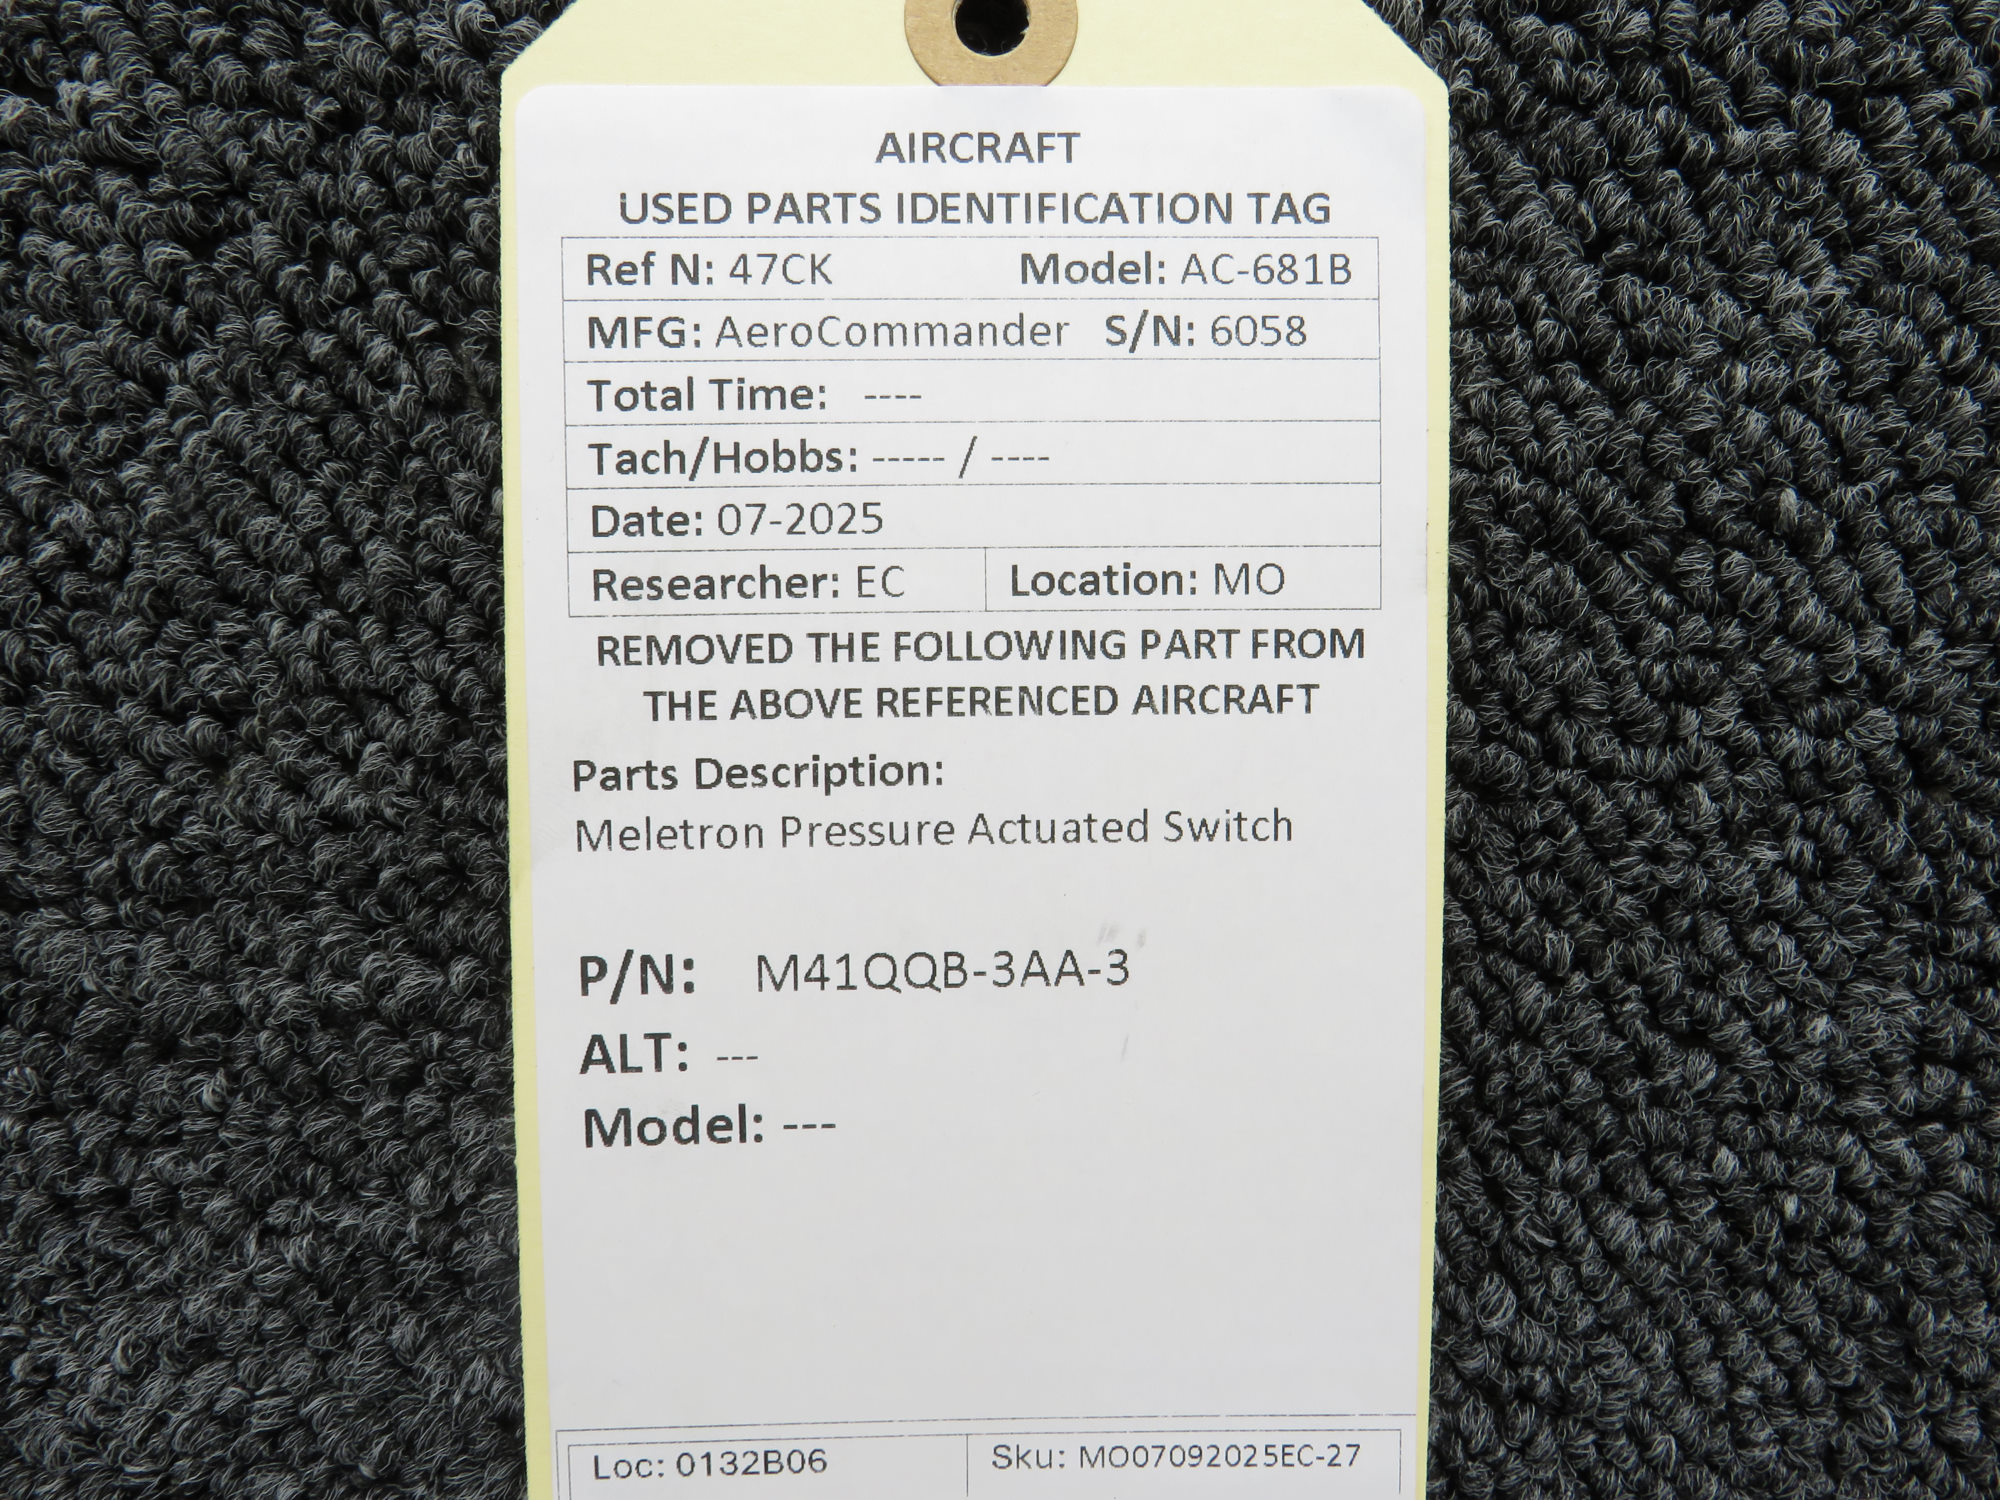 AIRCRAFT
USED PARTS IDENTIFICATION TAG
Ref N: 47CK Model: AC-681B
MFG: AeroCommander S/N: 6058
Total Time: ----
Tach/Hobbs: ----- / ----
Date: 07-2025
Researcher: EC Location: MO
REMOVED THE FOLLOWING PART FROM
THE ABOVE REFERENCED AIRCRAFT
Parts Description:
Meletron Pressure Actuated Switch
P/N: M41QQB-3AA-3
ALT: ---
Model: ---
Loc: 0132B06 Sku: MO07092025EC-27